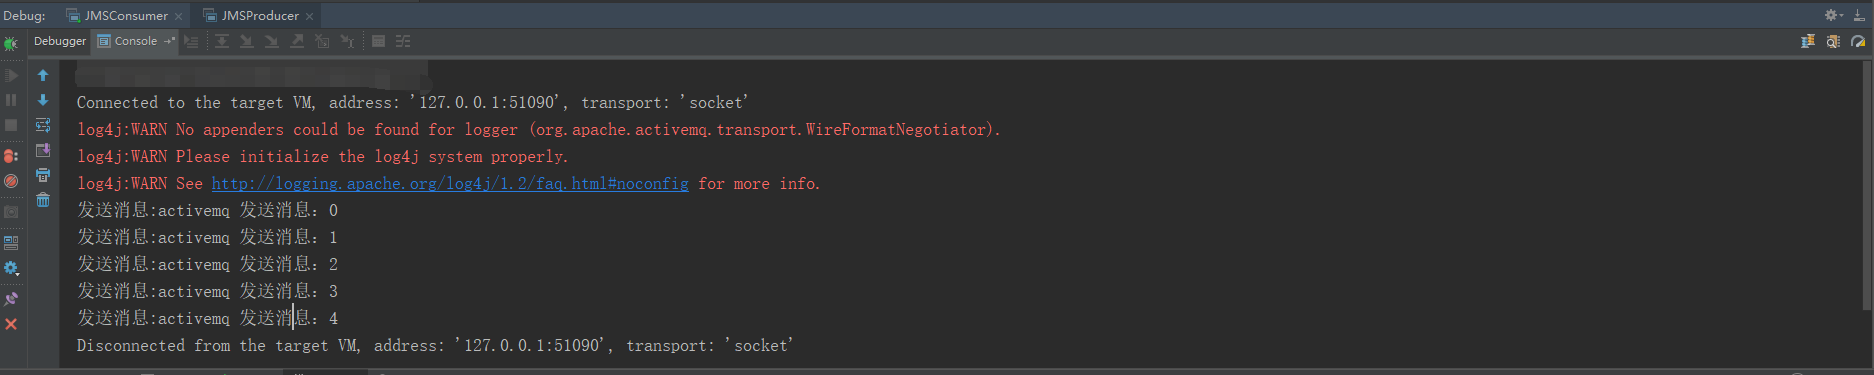 Debug: JMSConsumer JMSProducer
Debugger Console
Connected to the target VM, address: '127.0.0.1:51090', transport: 'socket'
log4j:WARN No appenders could be found for logger (org.apache.activemq.transport.WireFormatNegotiator).
log4j:WARN Please initialize the log4j system properly.
log4j:WARN See http://logging.apache.org/log4j/1.2/faq.html#noconfig for more info.
发送消息:activemq 发送消息：0
发送消息:activemq 发送消息：1
发送消息:activemq 发送消息：2
发送消息:activemq 发送消息：3
发送消息:activemq 发送消息：4
Disconnected from the target VM, address: '127.0.0.1:51090', transport: 'socket'